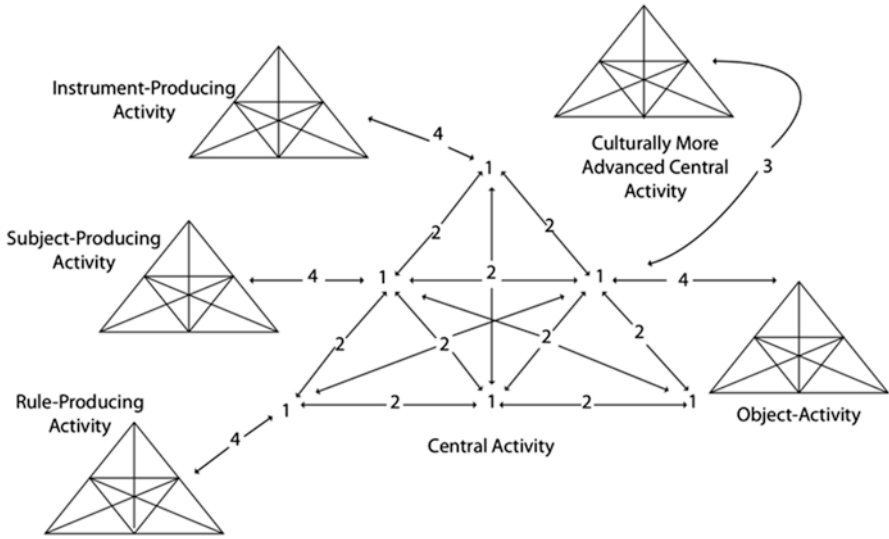 Instrument-Producing
Activity
4
Culturally More
Advanced Central
Activity
3
1
2
2
Subject-Producing
Activity
4
1
2
1
4
2
2
2
2
Rule-Producing
Activity
1
2
1
2
1
Object-Activity
4
Central Activity